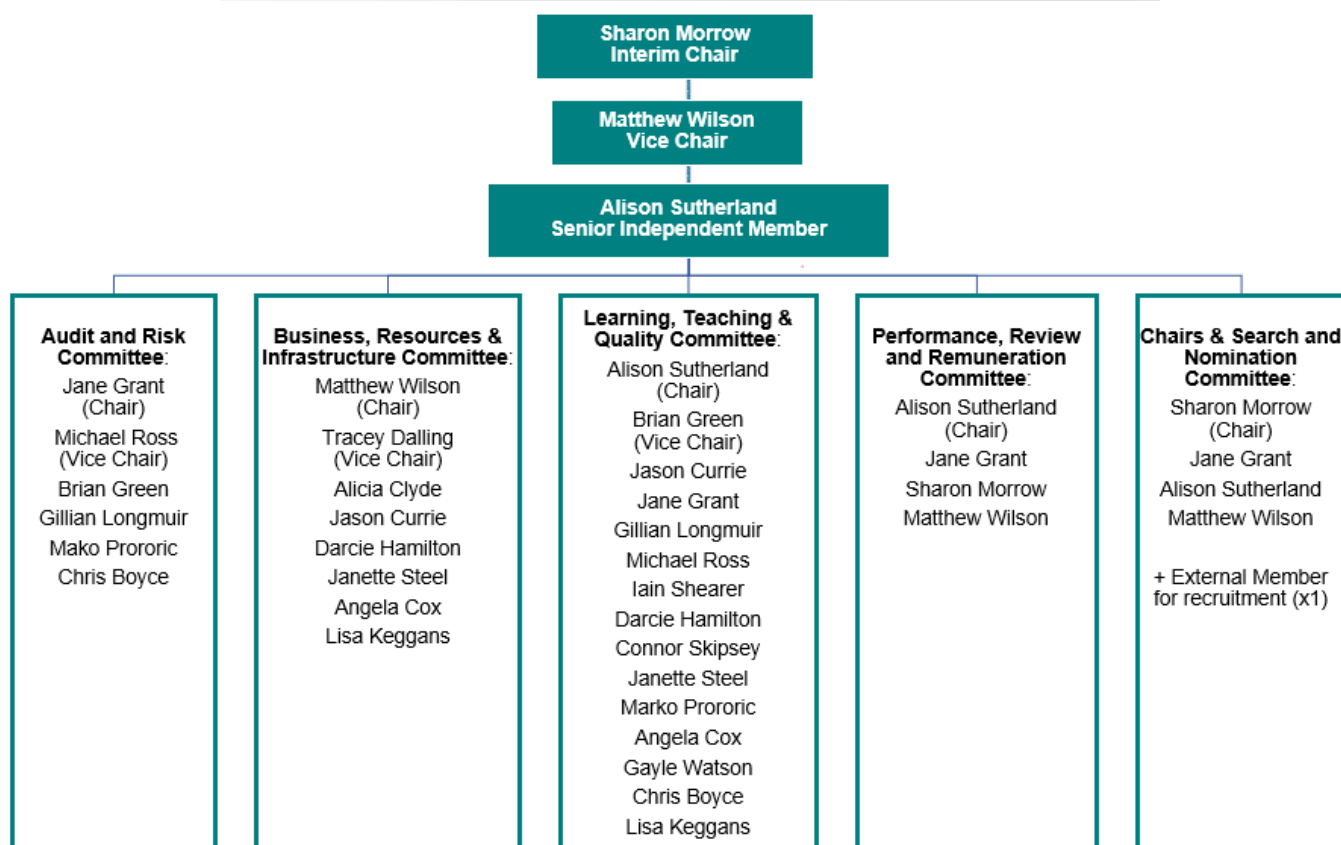 Sharon Morrow
Interim Chair
Matthew Wilson
Vice Chair
Alison Sutherland
Senior Independent Member
Audit and Risk
Committee:
Jane Grant
(Chair)
Michael Ross
(Vice Chair)
Brian Green
Gillian Longmuir
Mako Prororic
Chris Boyce
Business, Resources &
Infrastructure Committee:
Matthew Wilson
(Chair)
Tracey Dalling
(Vice Chair)
Alicia Clyde
Jason Currie
Darcie Hamilton
Janette Steel
Angela Cox
Lisa Keggans
Learning, Teaching &
Quality Committee:
Alison Sutherland
(Chair)
Brian Green
(Vice Chair)
Jason Currie
Jane Grant
Gillian Longmuir
Michael Ross
Iain Shearer
Darcie Hamilton
Connor Skipsey
Janette Steel
Marko Prororic
Angela Cox
Gayle Watson
Chris Boyce
Lisa Keggans
Performance, Review
and Remuneration
Committee:
Alison Sutherland
(Chair)
Jane Grant
Sharon Morrow
Matthew Wilson
Chairs & Search and
Nomination
Committee:
Sharon Morrow
(Chair)
Jane Grant
Alison Sutherland
Matthew Wilson
+ External Member
for recruitment (x1)